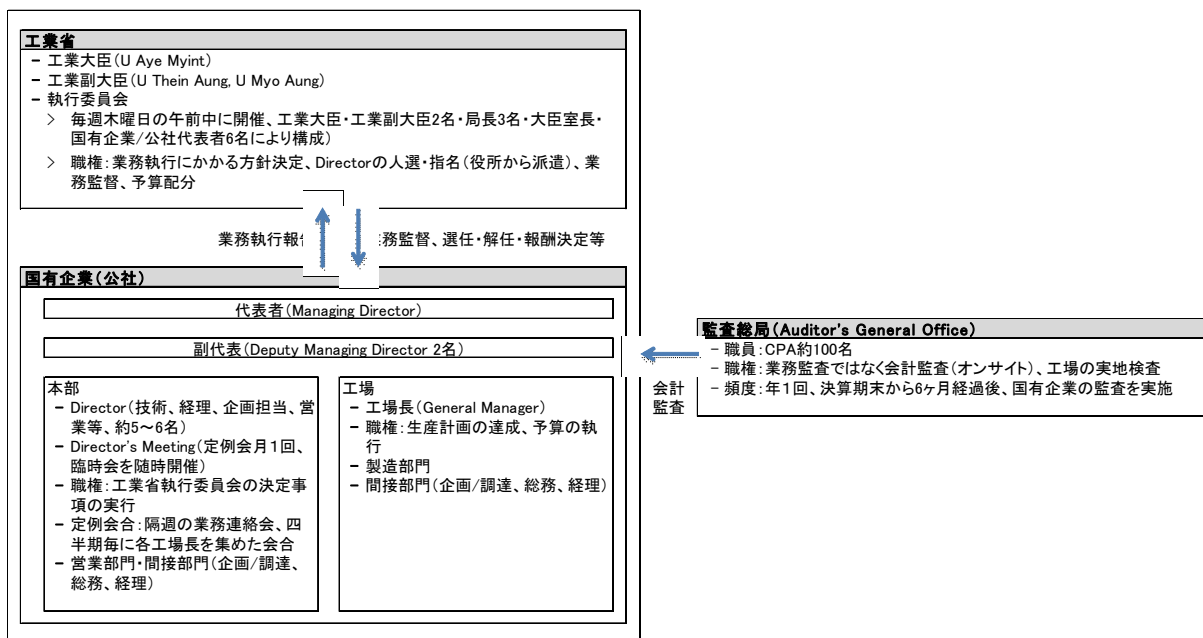 工業省
− 工業大臣(U Aye Myint)
− 工業副大臣(U Thein Aung, U Myo Aung)
− 執行委員会
> 毎週木曜日の午前中に開催、工業大臣・工業副大臣2名・局長3名・大臣室長・
国有企業/公社代表者6名により構成)
> 職権:業務執行にかかる方針決定、Directorの人選・指名(役所から派遣)、業
務監督、予算配分
業務執行報
務監督、選任・解任・報酬決定等
国有企業(公社)
代表者(Managing Director)
副代表(Deputy Managing Director 2名)
本部
− Director(技術、経理、企画担当、営
業等、約5~6名)
− Director's Meeting(定例会月1回、
臨時会を随時開催)
− 職権:工業省執行委員会の決定事
項の実行
− 定例会合:隔週の業務連絡会、四
半期毎に各工場長を集めた会合
− 営業部門・間接部門(企画/調達、
総務、経理)
工場
− 工場長(General Manager)
− 職権:生産計画の達成、予算の執
行
− 製造部門
− 間接部門(企画/調達、総務、経理)
会計
監査
監査総局(Auditor's General Office)
− 職員:CPA約100名
− 職権:業務監査ではなく会計監査(オンサイト)、工場の実地検査
− 頻度:年1回、決算期末から6ヶ月経過後、国有企業の監査を実施